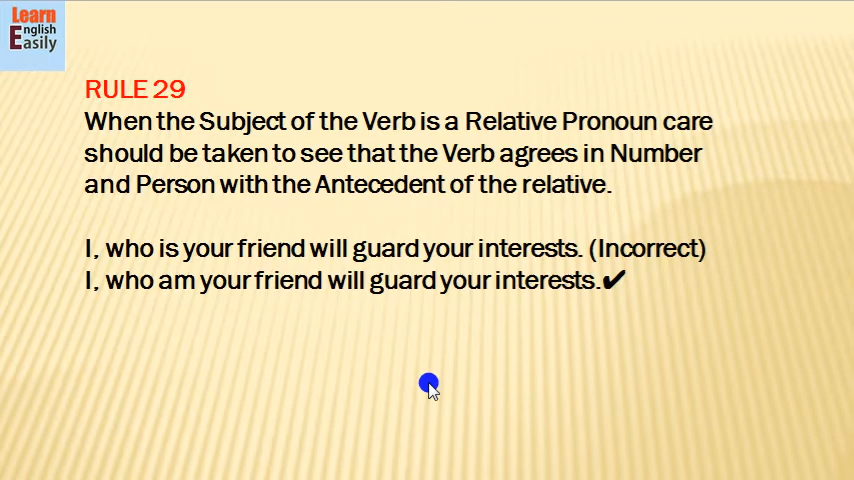 Learn
English
Easily
RULE 29
When the Subject of the Verb is a Relative Pronoun care
should be taken to see that the Verb agrees in Number
and Person with the Antecedent of the relative.
I, who is your friend will guard your interests. (Incorrect)
I, who am your friend will guard your interests.✔